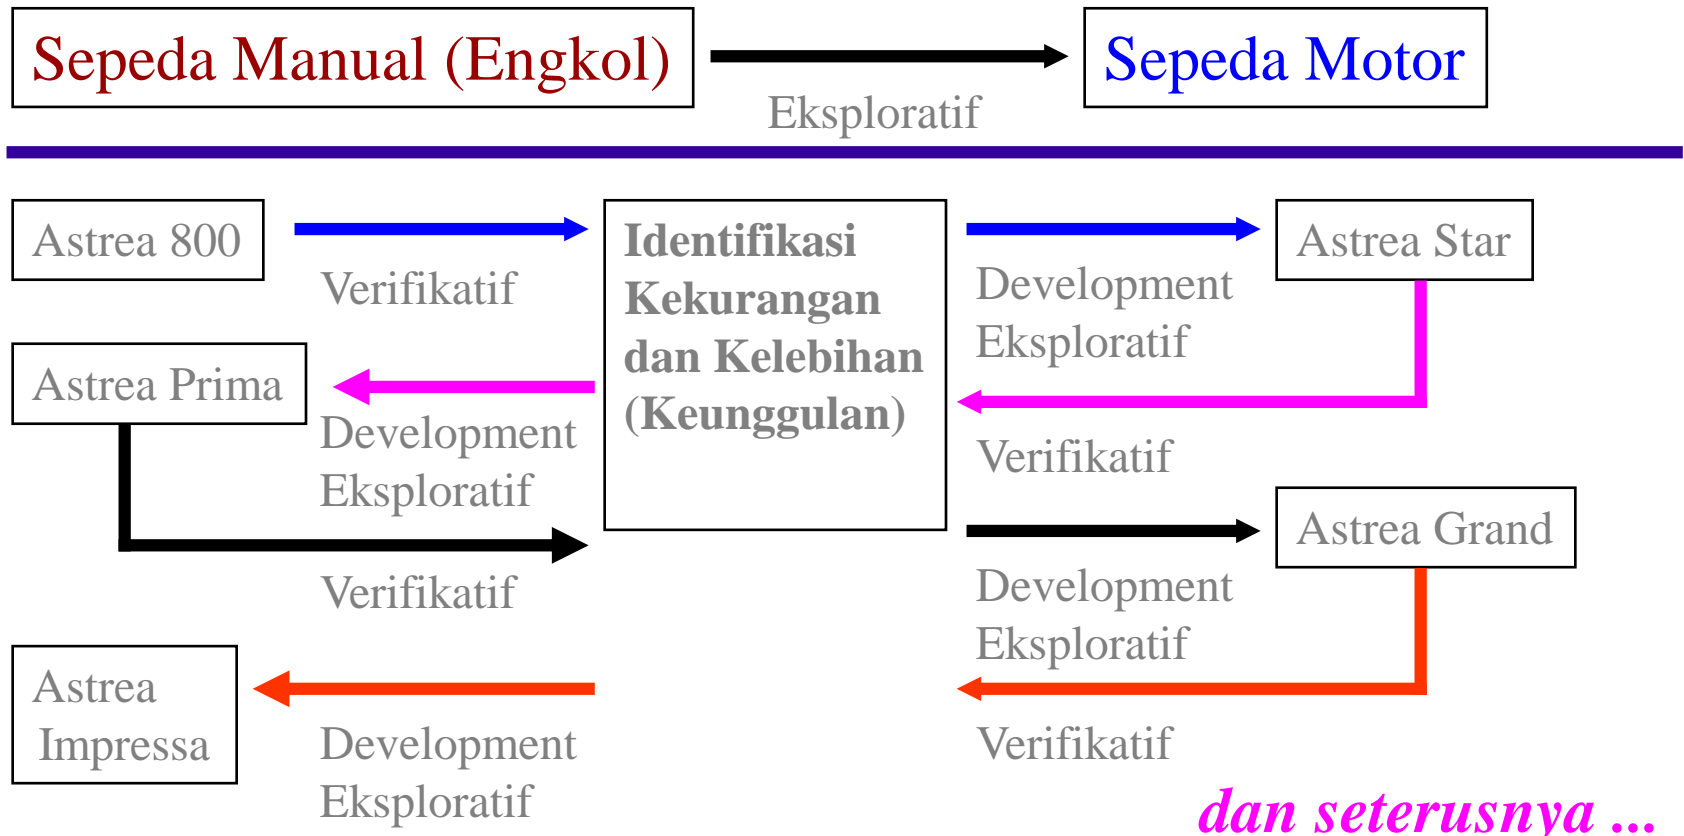 Sepeda Manual (Engkol)
Sepeda Motor
Eksploratif
Astrea 800
Verifikatif
Identifikasi
Kekurangan
dan Kelebihan
(Keunggulan)
Development
Eksploratif
Astrea Star
Astrea Prima
Development
Eksploratif
Verifikatif
Verifikatif
Development
Eksploratif
Astrea Grand
Astrea
Impressa
Development
Eksploratif
Verifikatif
dan seterusnya ...